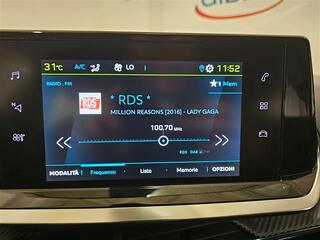 31°C A/C LO 11:52
RADIO . FM
★1 Mem
RDS
* RDS *
MILLION REASONS [2016] - LADY GAGA
100,70 MHz
RDS DAB FM
MODALITÀ Frequenza Lista Memorie OPZIONI